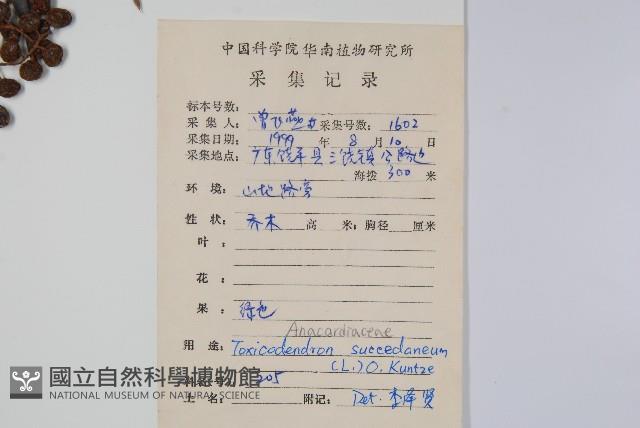 中国科学院华南植物研究所
采集记录
标本号数:
采集人: 曾飞燕 采集号数: 1602
采集日期: 1999 年 8 月 10 日
采集地点: 广东饶平县三饶镇公路边
海拨 300 米
环境: 山地路旁
性状: 乔木 高 米; 胸径 厘米
叶:
花:
果: 绿色
Anacardiaceae
用途: Toxicodendron succedaneum
(L.) O. Kuntze
205
土名: 附记: Det. 李泽贤
國立自然科學博物館
NATIONAL MUSEUM OF NATURAL SCIENCE